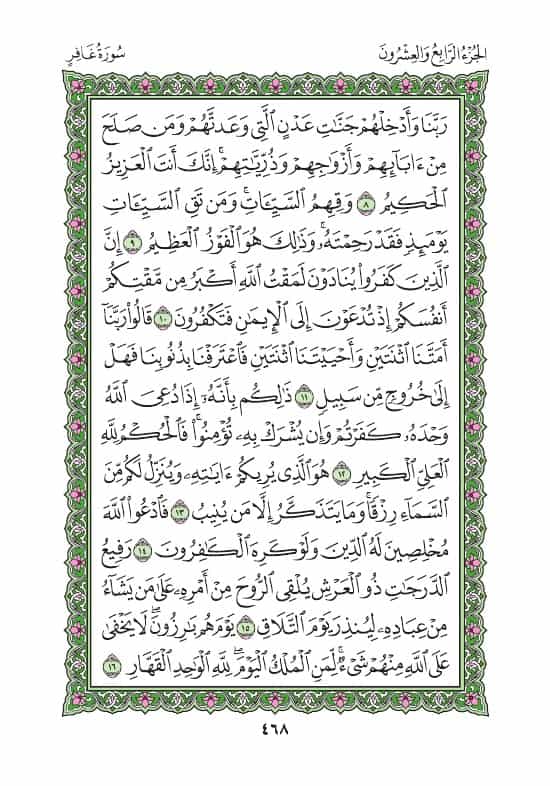 الجُزْءُ الرَّابِعُ وَالعِشْرُونَ
سُورَةُ غَافِرٍ
رَبَّنَا وَأَدْخِلْهُمْ جَنَّاتِ عَدْنٍ ٱلَّتِى وَعَدتَّهُمْ وَمَن صَلَحَ
مِنْ ءَابَآئِهِمْ وَأَزْوَٰجِهِمْ وَذُرِّيَّـٰتِهِمْ ۚ إِنَّكَ أَنتَ ٱلْعَزِيزُ
ٱلْحَكِيمُ ٨ وَقِهِمُ ٱلسَّيِّـَٔاتِ ۚ وَمَن تَقِ ٱلسَّيِّـَٔاتِ
يَوْمَئِذٍ فَقَدْ رَحِمْتَهُۥ ۚ وَذَٰلِكَ هُوَ ٱلْفَوْزُ ٱلْعَظِيمُ ٩ إِنَّ
ٱلَّذِينَ كَفَرُوا۟ يُنَادَوْنَ لَمَقْتُ ٱللَّهِ أَكْبَرُ مِن مَّقْتِكُمْ
أَنفُسَكُمْ إِذْ تُدْعَوْنَ إِلَى ٱلْإِيمَـٰنِ فَتَكْفُرُونَ ١٠ قَالُوا۟ رَبَّنَآ
أَمَتَّنَا ٱثْنَتَيْنِ وَأَحْيَيْتَنَا ٱثْنَتَيْنِ فَٱعْتَرَفْنَا بِذُنُوبِنَا فَهَلْ
إِلَىٰ خُرُوجٍ مِّن سَبِيلٍ ١١ ذَٰلِكُم بِأَنَّهُۥٓ إِذَا دُعِىَ ٱللَّهُ
وَحْدَهُۥ كَفَرْتُمْ ۖ وَإِن يُشْرَكْ بِهِۦ تُؤْمِنُوا۟ ۚ فَٱلْحُكْمُ لِلَّهِ
ٱلْعَلِىِّ ٱلْكَبِيرِ ١٢ هُوَ ٱلَّذِى يُرِيكُمْ ءَايَـٰتِهِۦ وَيُنَزِّلُ لَكُم مِّنَ
ٱلسَّمَآءِ رِزْقًا ۚ وَمَا يَتَذَكَّرُ إِلَّا مَن يُنِيبُ ١٣ فَٱدْعُوا۟ ٱللَّهَ
مُخْلِصِينَ لَهُ ٱلدِّينَ وَلَوْ كَرِهَ ٱلْكَـٰفِرُونَ ١٤ رَفِيعُ
ٱلدَّرَجَـٰتِ ذُو ٱلْعَرْشِ يُلْقِى ٱلرُّوحَ مِنْ أَمْرِهِۦ عَلَىٰ مَن يَشَآءُ
مِنْ عِبَادِهِۦ لِيُنذِرَ يَوْمَ ٱلتَّلَاقِ ١٥ يَوْمَ هُم بَـٰرِزُونَ ۖ لَا يَخْفَىٰ
عَلَى ٱللَّهِ مِنْهُمْ شَىْءٌ ۚ لِّمَنِ ٱلْمُلْكُ ٱلْيَوْمَ ۖ لِلَّهِ ٱلْوَٰحِدِ ٱلْقَهَّارِ ١٦
٤٦٨